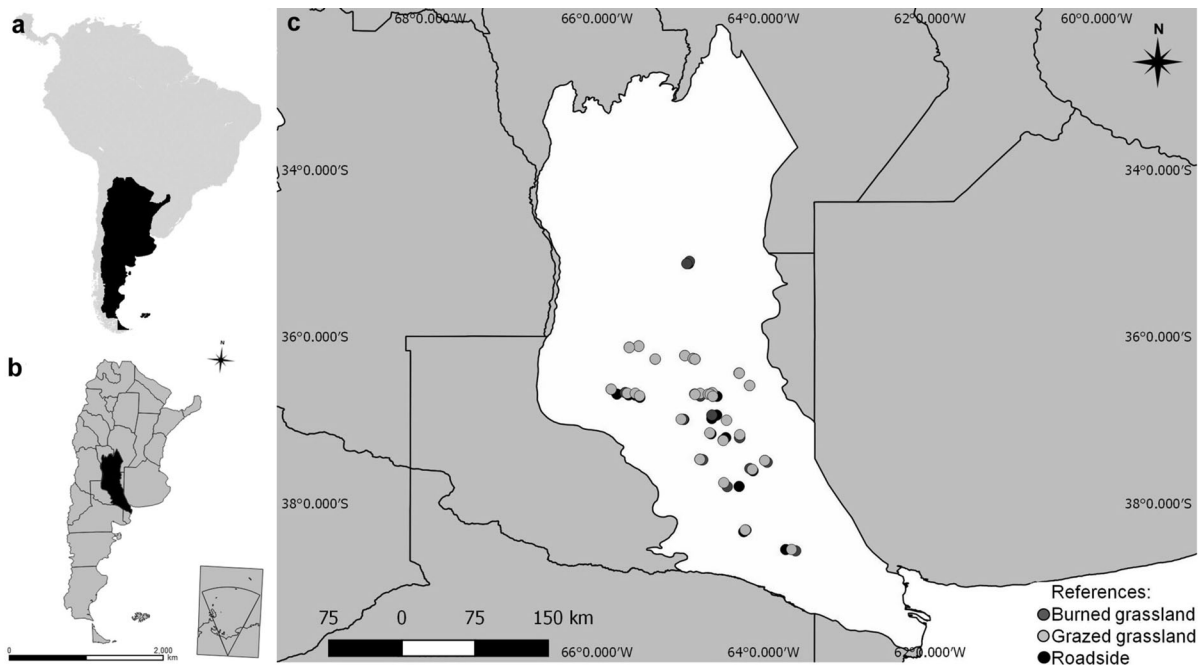 a
b
N
0 2,000
km
c
68°0.000'W 66°0.000'W 64°0.000'W 62°0.000'W 60°0.000'W
N
34°0.000'S 34°0.000'S
36°0.000'S 36°0.000'S
38°0.000'S 38°0.000'S
References:
Burned grassland
Grazed grassland
Roadside
75 0 75 150 km
66°0.000'W 64°0.000'W 62°0.000'W